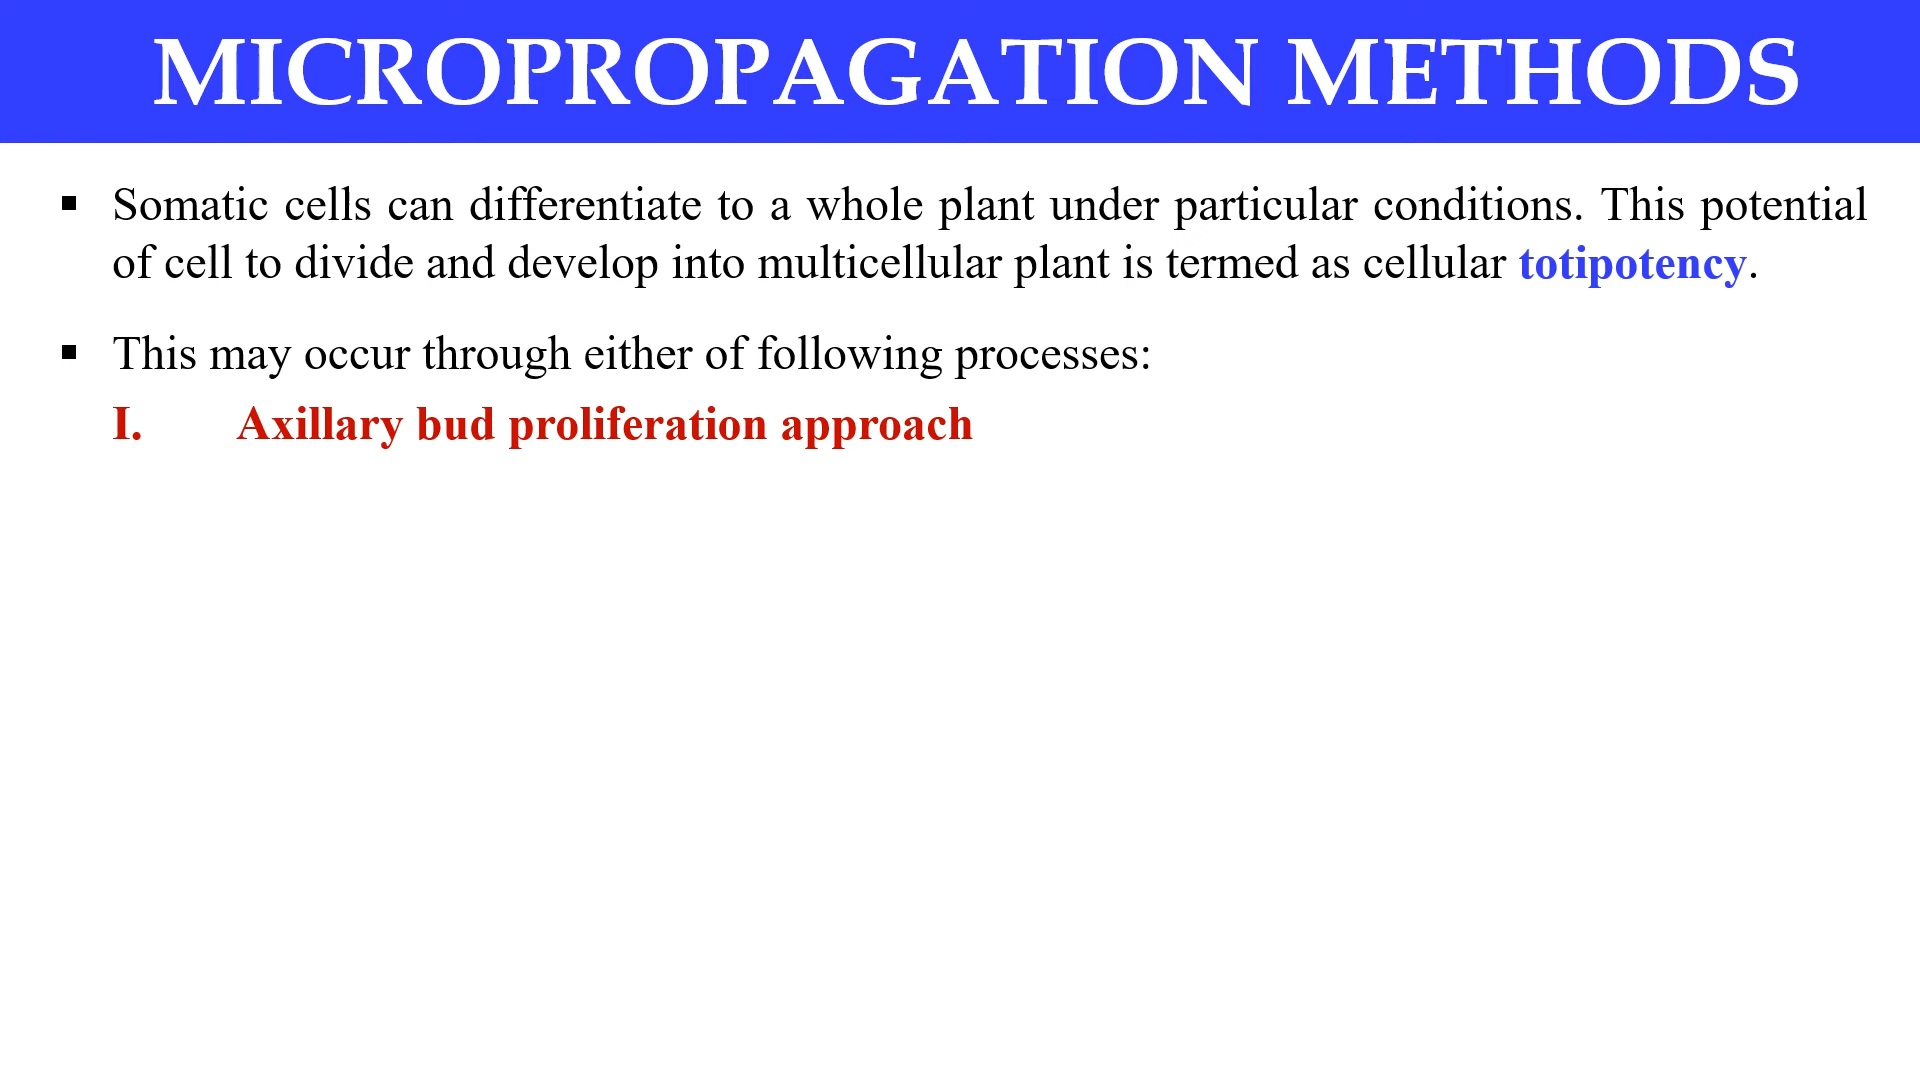 MICROPROPAGATION METHODS
▪ Somatic cells can differentiate to a whole plant under particular conditions. This potential
of cell to divide and develop into multicellular plant is termed as cellular totipotency.
▪ This may occur through either of following processes:
I. Axillary bud proliferation approach